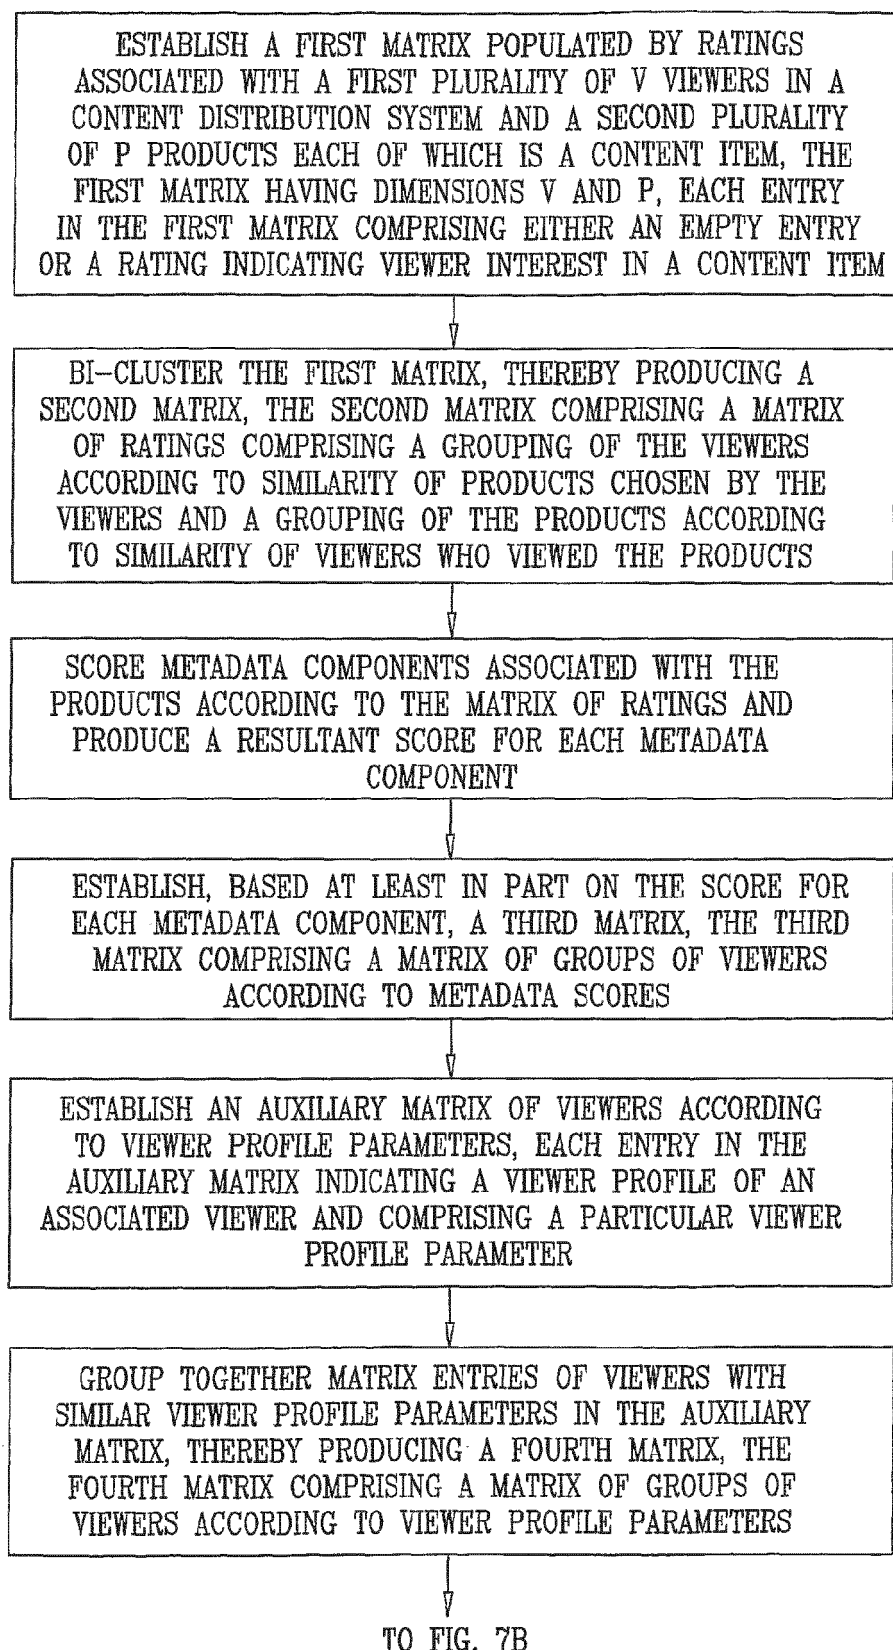 ESTABLISH A FIRST MATRIX POPULATED BY RATINGS
ASSOCIATED WITH A FIRST PLURALITY OF V VIEWERS IN A
CONTENT DISTRIBUTION SYSTEM AND A SECOND PLURALITY
OF P PRODUCTS EACH OF WHICH IS A CONTENT ITEM, THE
FIRST MATRIX HAVING DIMENSIONS V AND P, EACH ENTRY
IN THE FIRST MATRIX COMPRISING EITHER AN EMPTY ENTRY
OR A RATING INDICATING VIEWER INTEREST IN A CONTENT ITEM
BI-CLUSTER THE FIRST MATRIX, THEREBY PRODUCING A
SECOND MATRIX, THE SECOND MATRIX COMPRISING A MATRIX
OF RATINGS COMPRISING A GROUPING OF THE VIEWERS
ACCORDING TO SIMILARITY OF PRODUCTS CHOSEN BY THE
VIEWERS AND A GROUPING OF THE PRODUCTS ACCORDING
TO SIMILARITY OF VIEWERS WHO VIEWED THE PRODUCTS
SCORE METADATA COMPONENTS ASSOCIATED WITH THE
PRODUCTS ACCORDING TO THE MATRIX OF RATINGS AND
PRODUCE A RESULTANT SCORE FOR EACH METADATA
COMPONENT
ESTABLISH, BASED AT LEAST IN PART ON THE SCORE FOR
EACH METADATA COMPONENT, A THIRD MATRIX, THE THIRD
MATRIX COMPRISING A MATRIX OF GROUPS OF VIEWERS
ACCORDING TO METADATA SCORES
ESTABLISH AN AUXILIARY MATRIX OF VIEWERS ACCORDING
TO VIEWER PROFILE PARAMETERS, EACH ENTRY IN THE
AUXILIARY MATRIX INDICATING A VIEWER PROFILE OF AN
ASSOCIATED VIEWER AND COMPRISING A PARTICULAR VIEWER
PROFILE PARAMETER
GROUP TOGETHER MATRIX ENTRIES OF VIEWERS WITH
SIMILAR VIEWER PROFILE PARAMETERS IN THE AUXILIARY
MATRIX, THEREBY PRODUCING A FOURTH MATRIX, THE
FOURTH MATRIX COMPRISING A MATRIX OF GROUPS OF
VIEWERS ACCORDING TO VIEWER PROFILE PARAMETERS
TO FIG. 7B